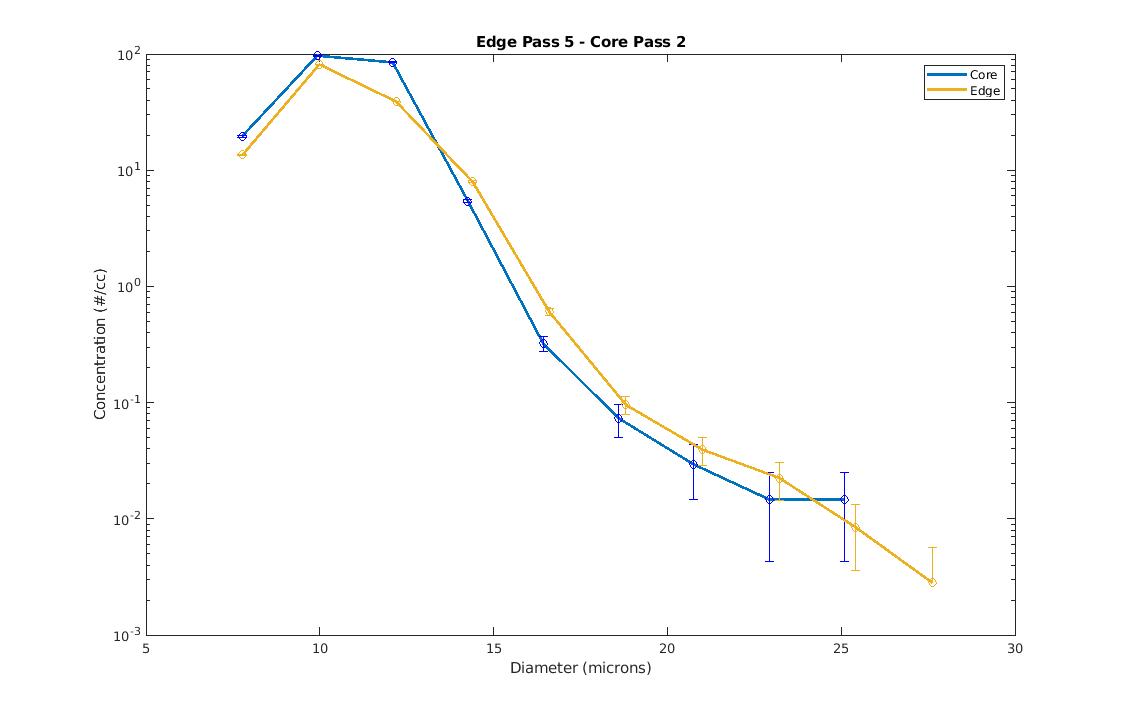 Edge Pass 5 - Core Pass 2
Core
Edge
10^2
10^1
10^0
10^-1
10^-2
10^-3
Concentration (#/cc)
5 10 15 20 25 30
Diameter (microns)